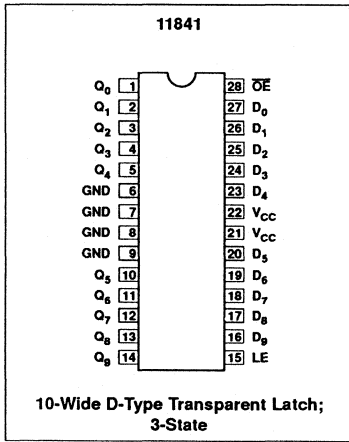 11841
Q0 1 28 OE
Q1 2 27 D0
Q2 3 26 D1
Q3 4 25 D2
Q4 5 24 D3
GND 6 23 D4
GND 7 22 VCC
GND 8 21 VCC
GND 9 20 D5
Q5 10 19 D6
Q6 11 18 D7
Q7 12 17 D8
Q8 13 16 D9
Q9 14 15 LE
10-Wide D-Type Transparent Latch;
3-State